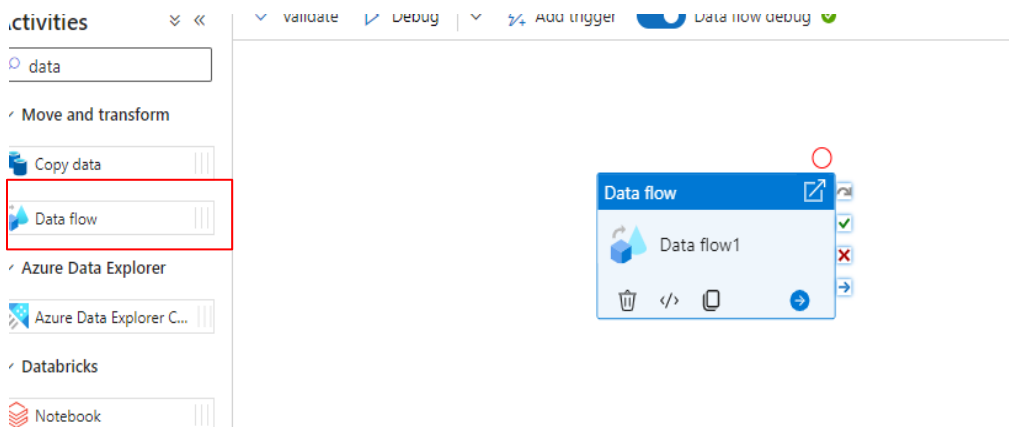 ctivities
Validate Debug Add trigger Data flow debug
data
Move and transform
Copy data
Data flow
Azure Data Explorer
Azure Data Explorer C...
Databricks
Notebook
Data flow
Data flow1